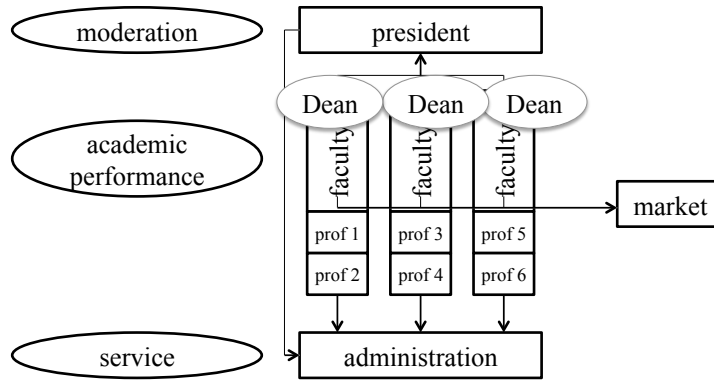 moderation
president
Dean
Dean
Dean
academic
performance
faculty
faculty
faculty
market
prof 1
prof 3
prof 5
prof 2
prof 4
prof 6
service
administration